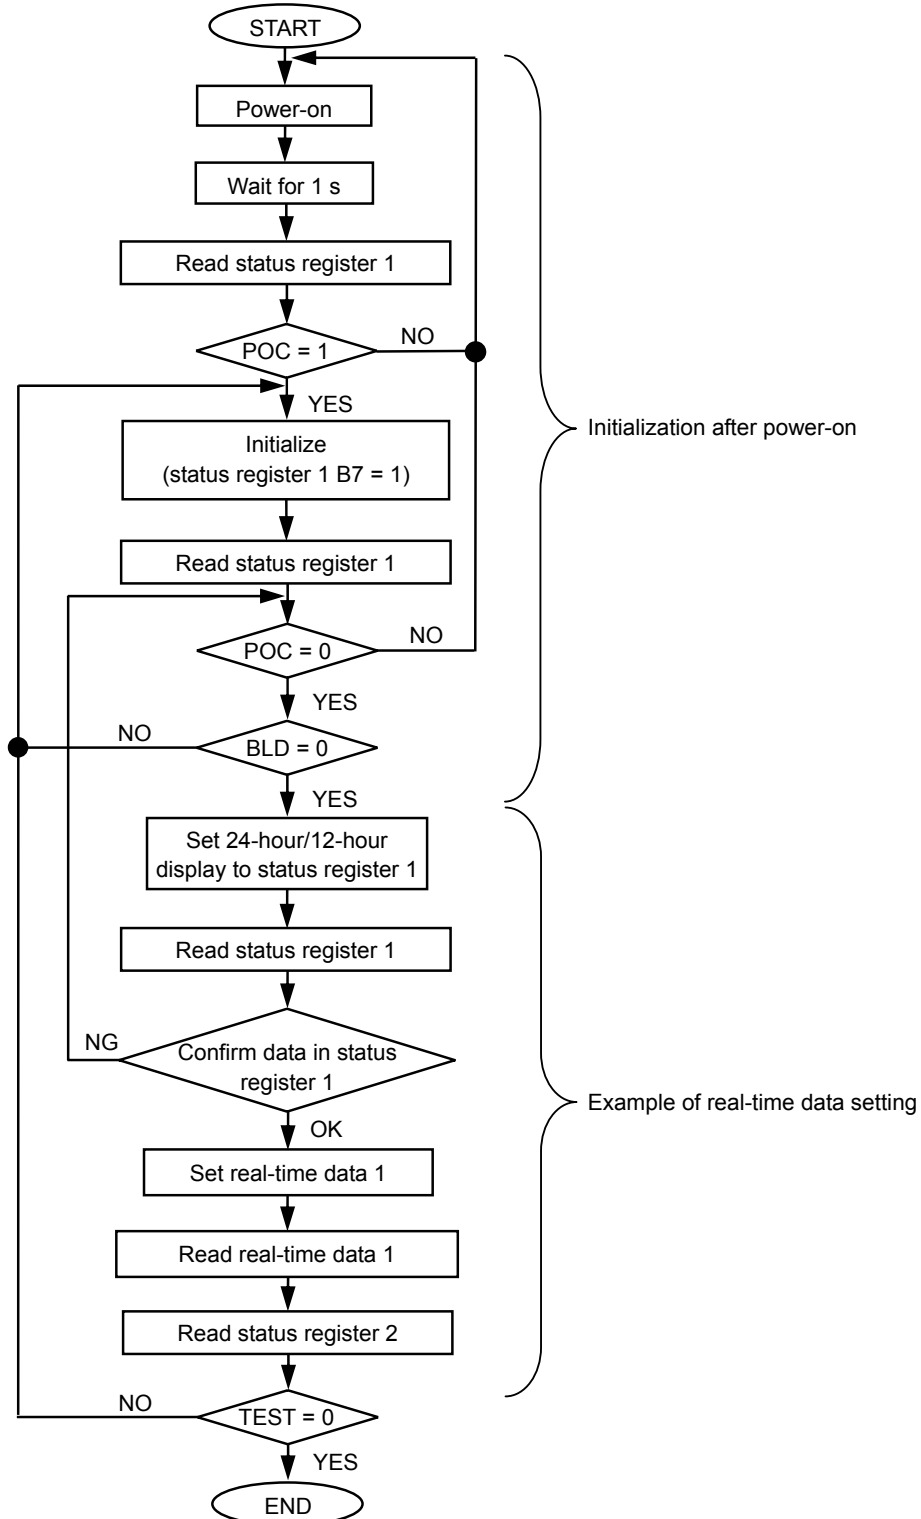 START
Power-on
Wait for 1 s
Read status register 1
POC = 1
NO
YES
Initialize
(status register 1 B7 = 1)
Initialization after power-on
Read status register 1
POC = 0
NO
YES
BLD = 0
NO
YES
Set 24-hour/12-hour
display to status register 1
Read status register 1
NG
Confirm data in status
register 1
Example of real-time data setting
OK
Set real-time data 1
Read real-time data 1
Read status register 2
NO
TEST = 0
YES
END